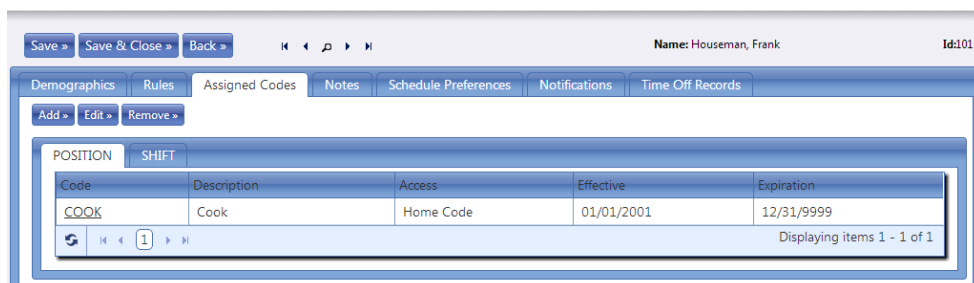 Save » Save & Close » Back » Name: Houseman, Frank Id:101
Demographics Rules Assigned Codes Notes Schedule Preferences Notifications Time Off Records
Add » Edit » Remove »
POSITION SHIFT
Code Description Access Effective Expiration
COOK Cook Home Code 01/01/2001 12/31/9999
1 Displaying items 1 - 1 of 1